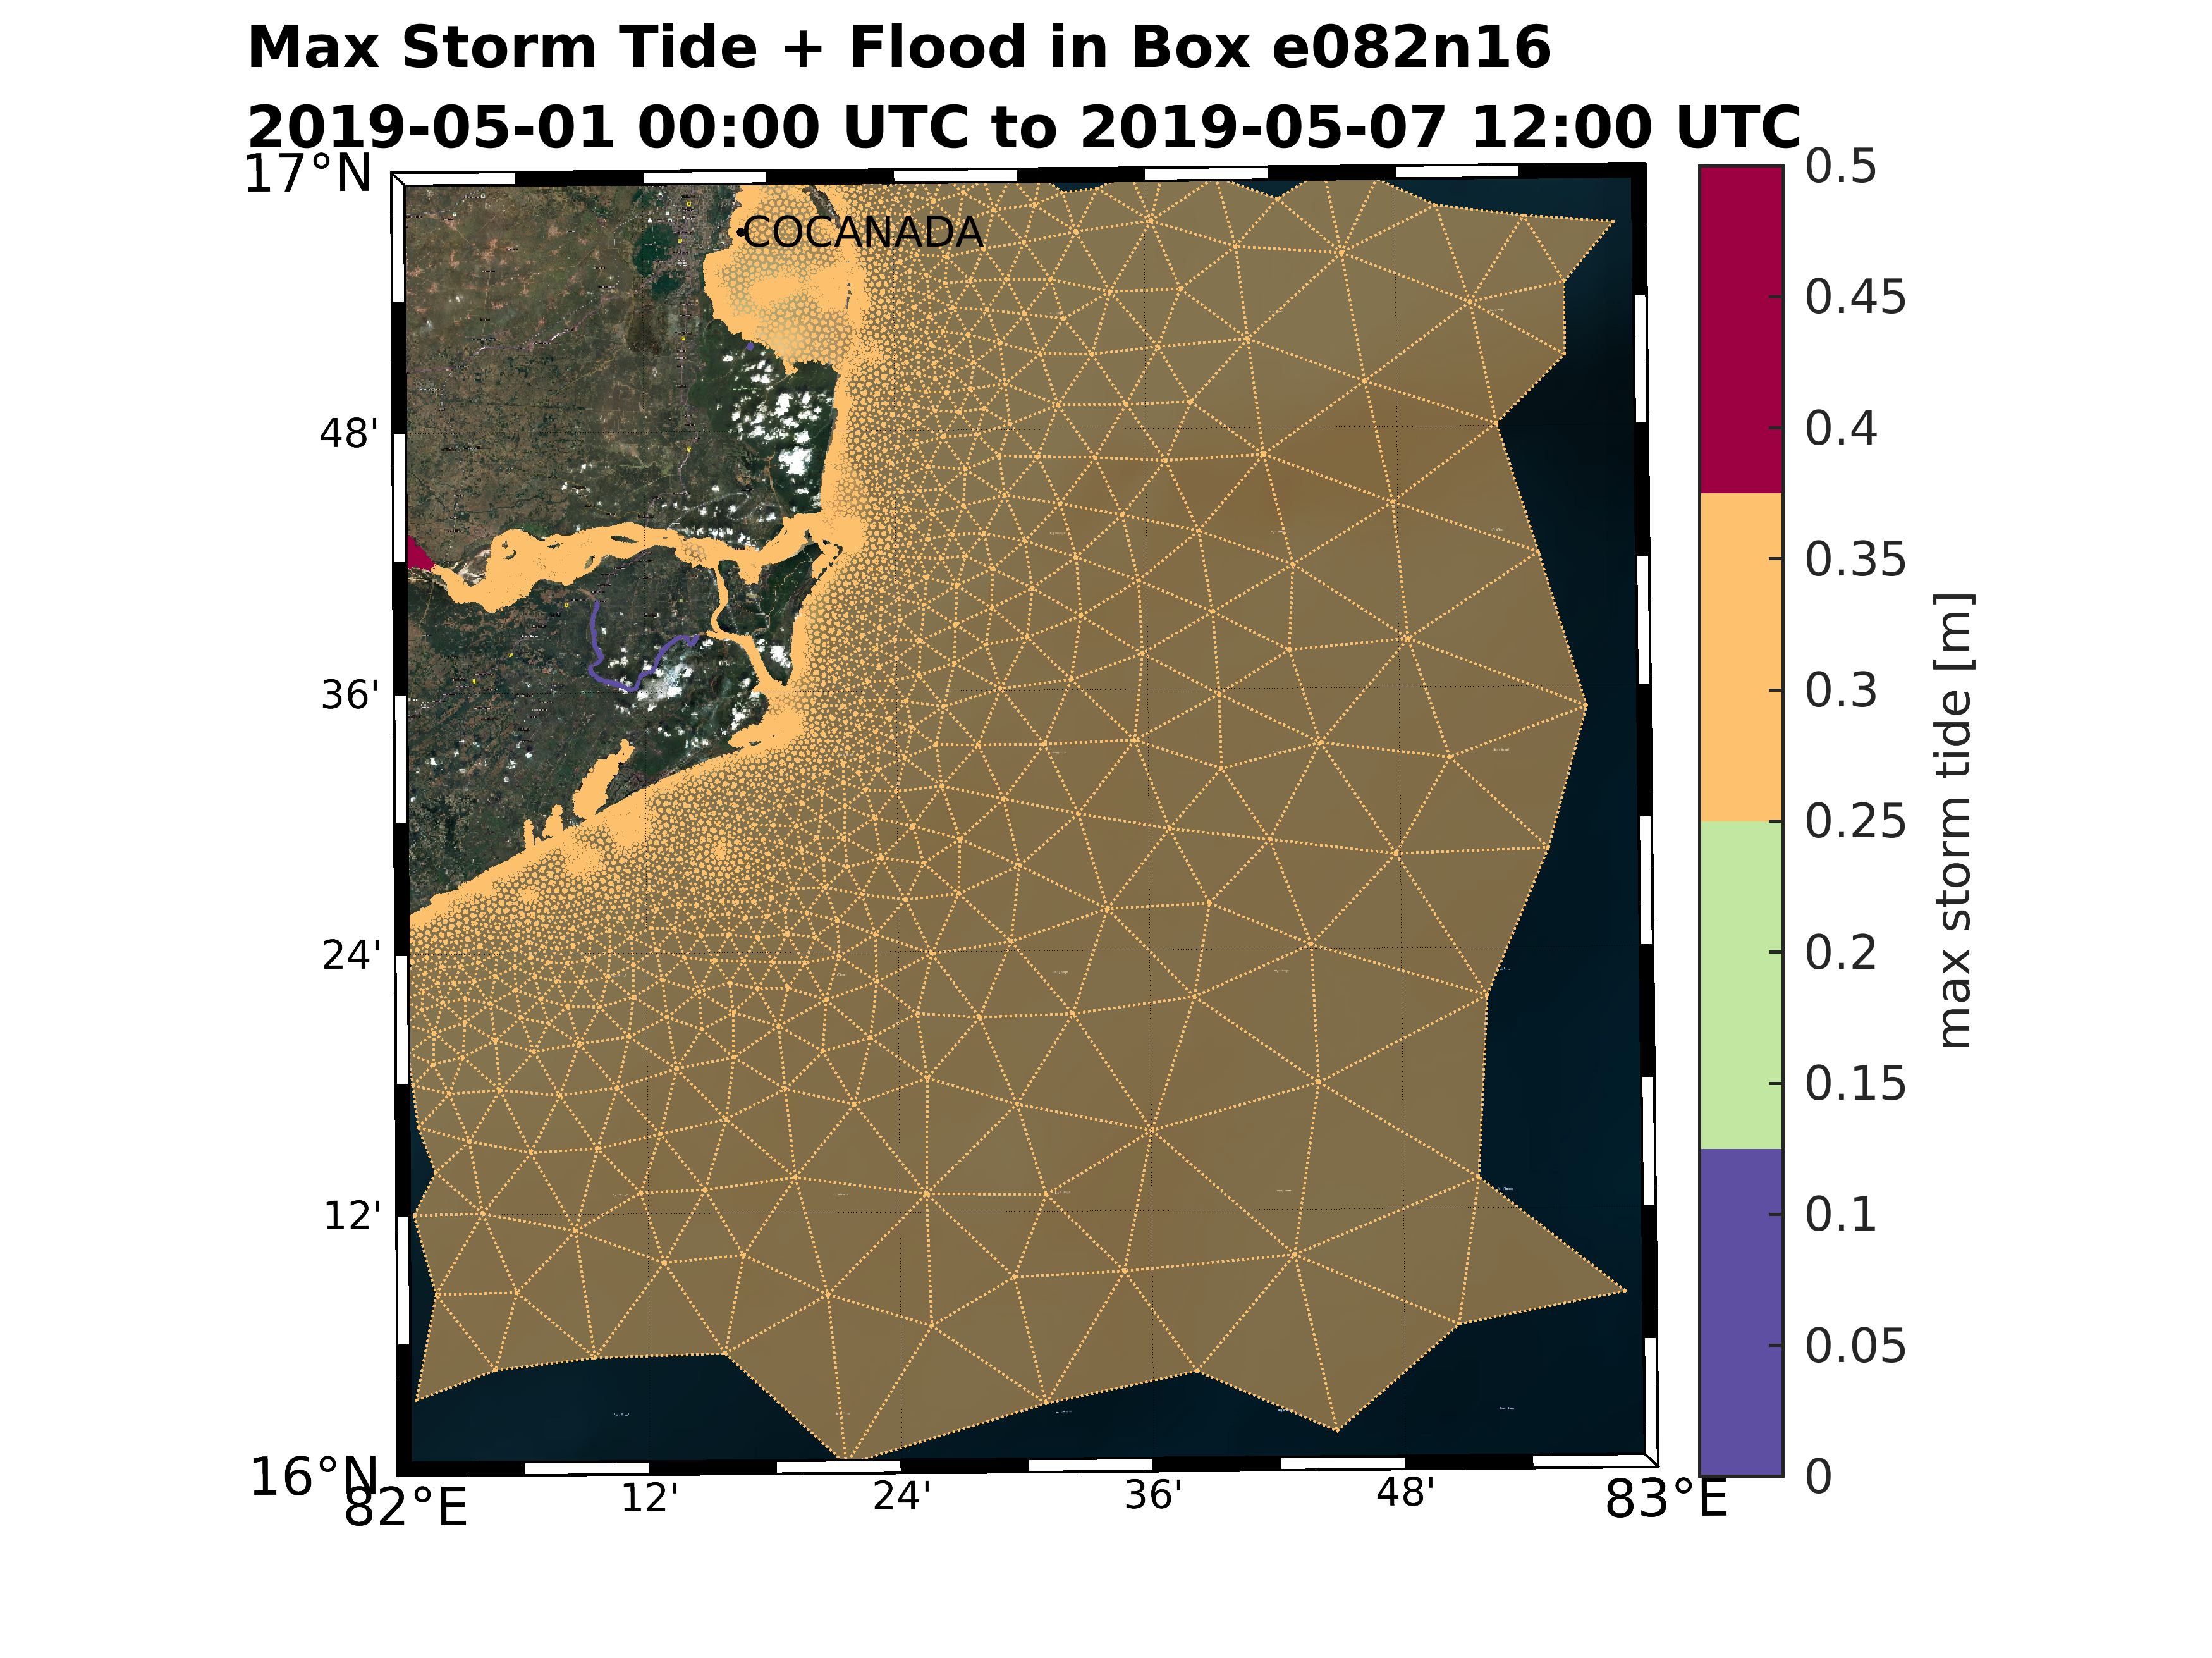 Max Storm Tide + Flood in Box e082n16
2019-05-01 00:00 UTC to 2019-05-07 12:00 UTC
17°N
48'
36'
24'
12'
16°N
82°E
12'
24'
36'
48'
83°E
COCANADA
0.5
0.45
0.4
0.35
0.3
0.25
0.2
0.15
0.1
0.05
0
max storm tide [m]